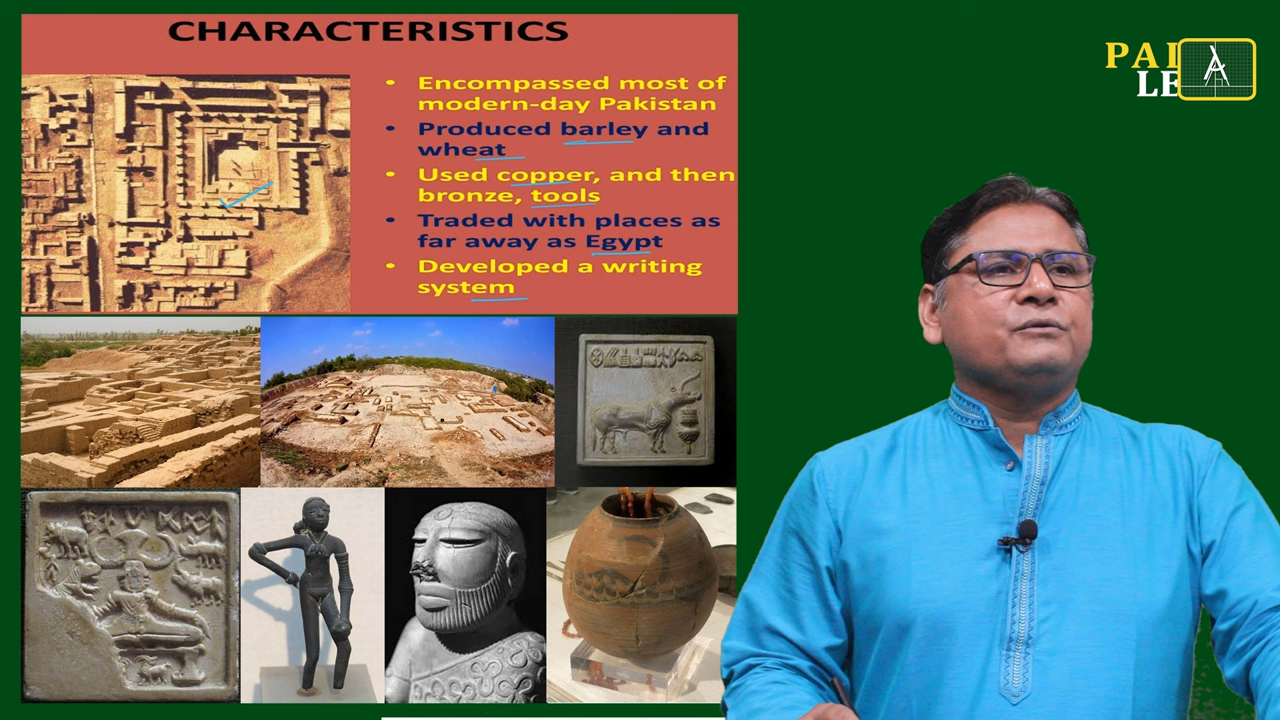 CHARACTERISTICS
• Encompassed most of
modern-day Pakistan
• Produced barley and
wheat
• Used copper, and then
bronze, tools
• Traded with places as
far away as Egypt
• Developed a writing
system
PAI
LE